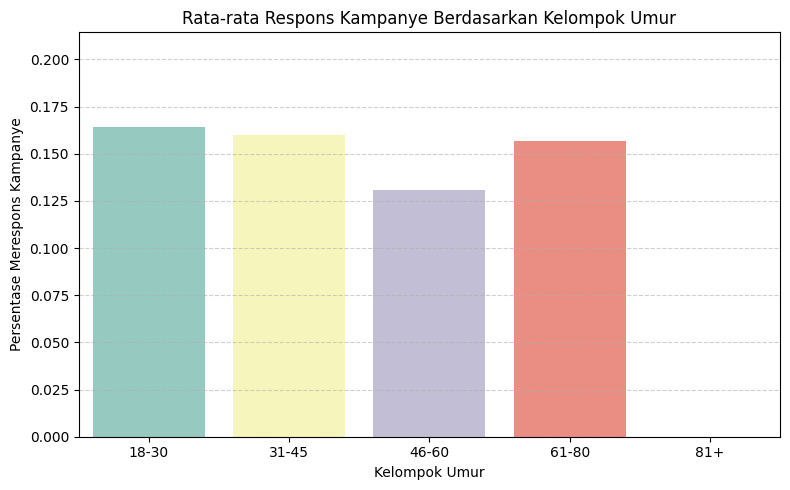 Rata-rata Respons Kampanye Berdasarkan Kelompok Umur
Persentase Merespons Kampanye
0.200
0.175
0.150
0.125
0.100
0.075
0.050
0.025
0.000
18-30 31-45 46-60 61-80 81+
Kelompok Umur